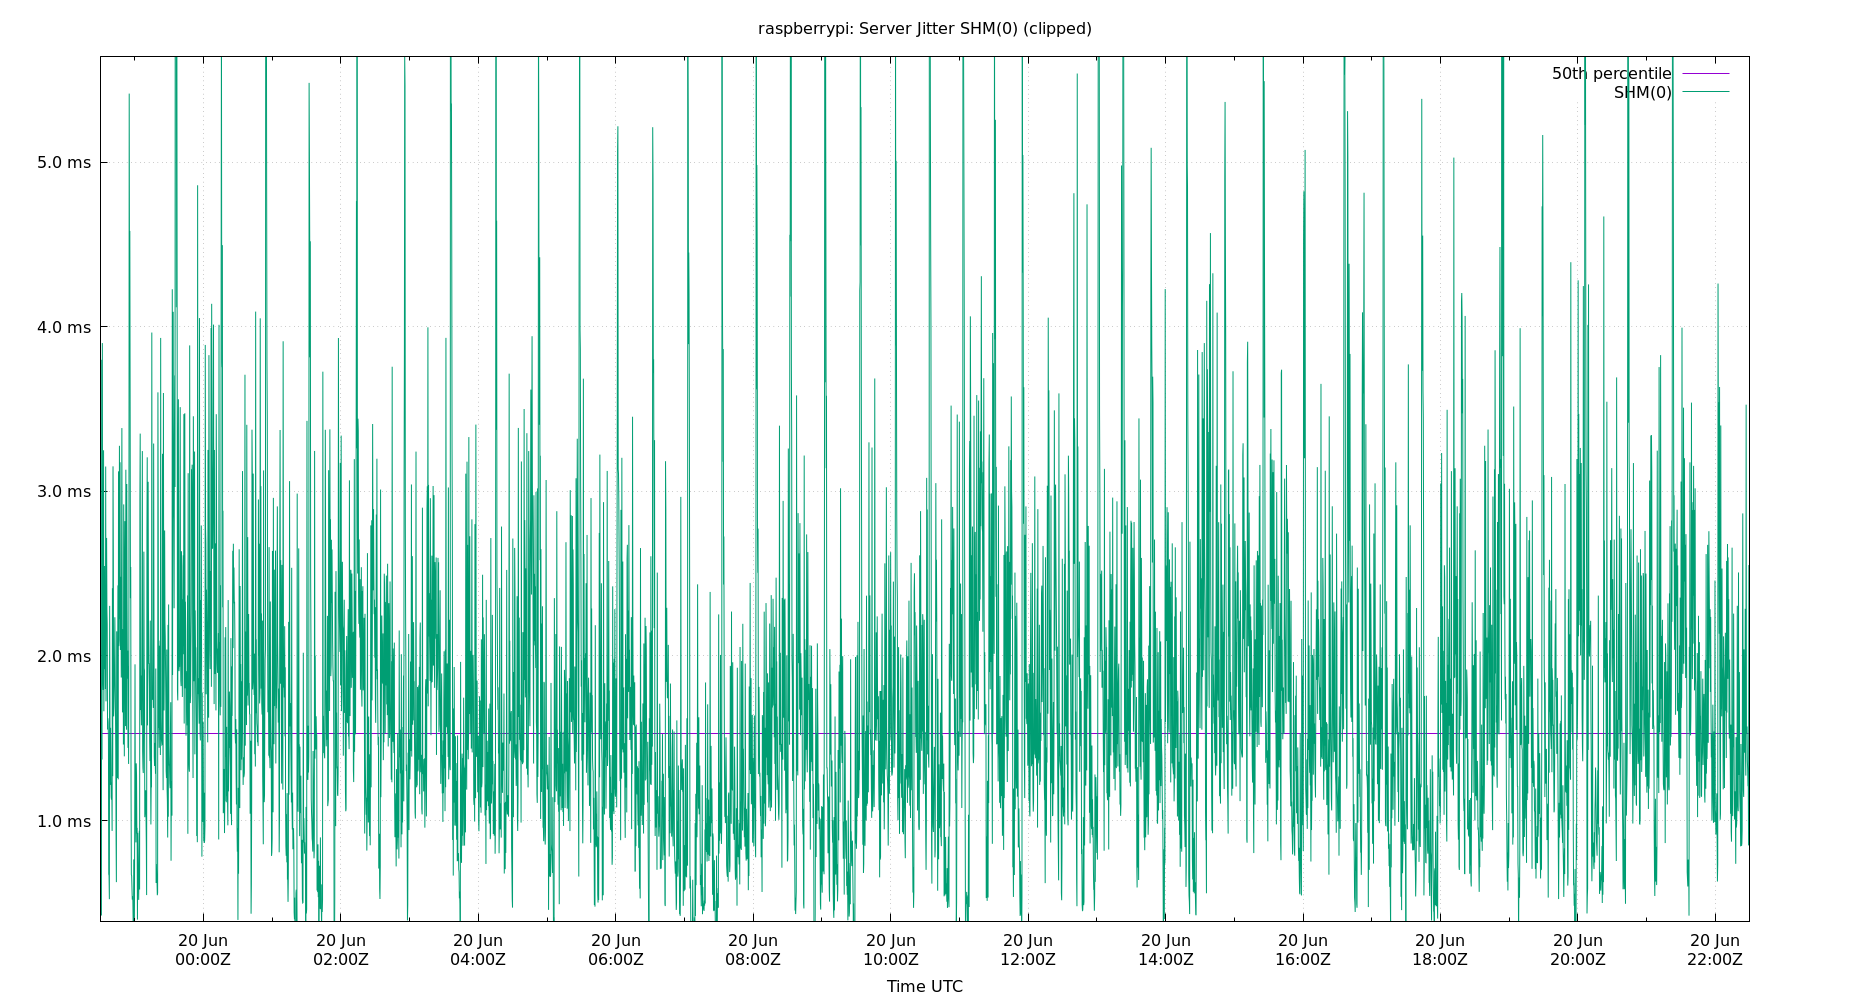 raspberrypi: Server Jitter SHM(0) (clipped)
50th percentile
SHM(0)
5.0 ms
4.0 ms
3.0 ms
2.0 ms
1.0 ms
20 Jun 20 Jun 20 Jun 20 Jun 20 Jun 20 Jun 20 Jun 20 Jun 20 Jun 20 Jun 20 Jun 20 Jun
00:00Z 02:00Z 04:00Z 06:00Z 08:00Z 10:00Z 12:00Z 14:00Z 16:00Z 18:00Z 20:00Z 22:00Z
Time UTC